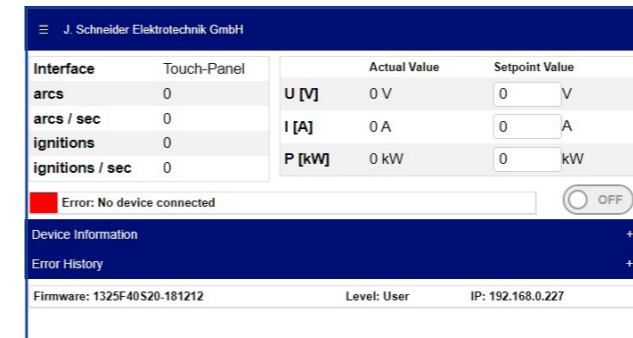 ☰ J. Schneider Elektrotechnik GmbH
Interface Touch-Panel
arcs 0
arcs / sec 0
ignitions 0
ignitions / sec 0
Actual Value Setpoint Value
U [V] 0 V 0 V
I [A] 0 A 0 A
P [kW] 0 kW 0 kW
Error: No device connected OFF
Device Information +
Error History +
Firmware: 1325F40S20-181212 Level: User IP: 192.168.0.227